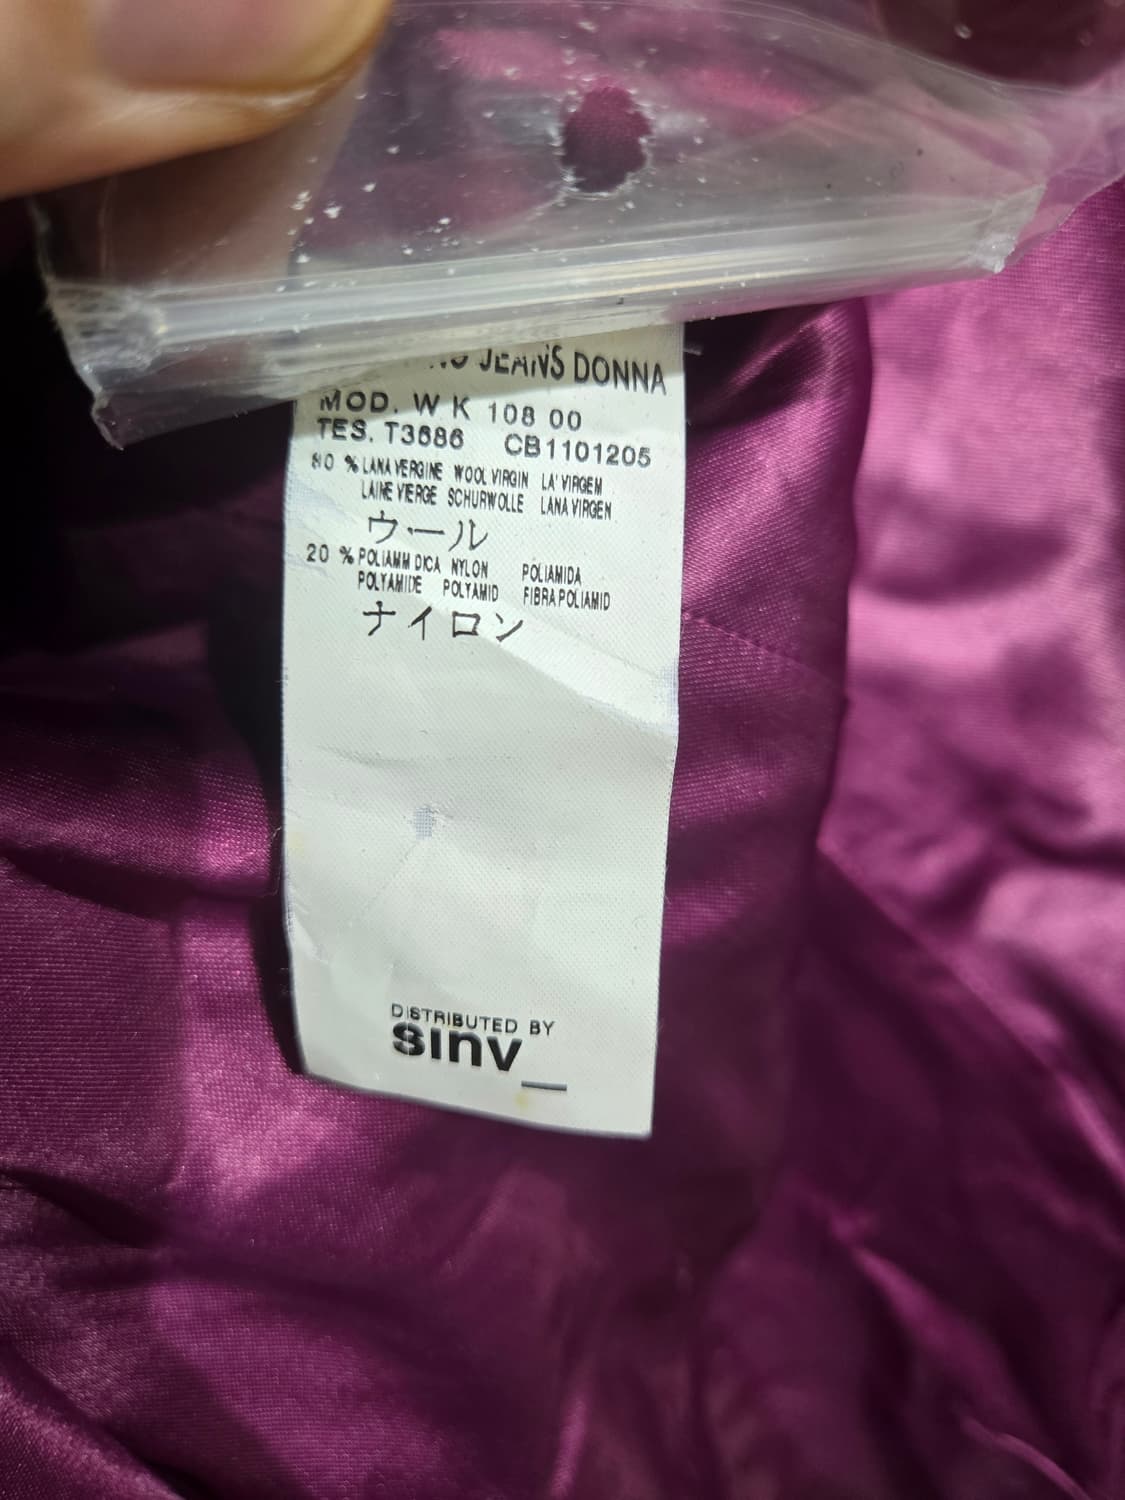 JEANS DONNA
MOD. W K 108 00
TES. T3686 CB1101205
80 % LANA VERGINE WOOL VIRGIN LA' VIRGEM
LAINE VIERGE SCHURWOLLE LANA VIRGEN
ウール
20 % POLIAMMIDICA NYLON POLIAMIDA
POLYAMIDE POLYAMID FIBRA POLIAMID
ナイロン
DISTRIBUTED BY
sinv_